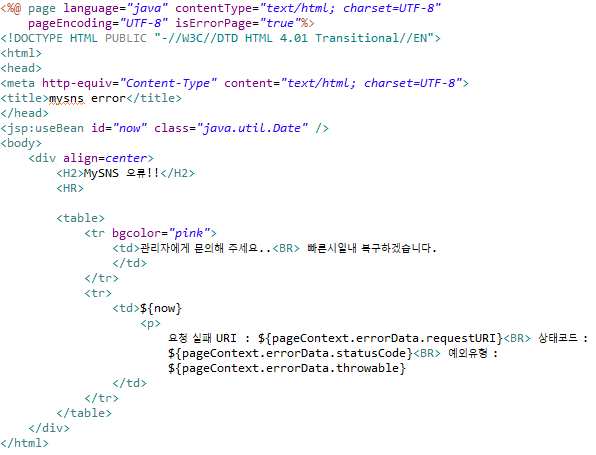 <%@ page language="java" contentType="text/html; charset=UTF-8"
    pageEncoding="UTF-8" isErrorPage="true"%>
<!DOCTYPE HTML PUBLIC "-//W3C//DTD HTML 4.01 Transitional//EN">
<html>
<head>
<meta http-equiv="Content-Type" content="text/html; charset=UTF-8">
<title>mysns error</title>
</head>
<jsp:useBean id="now" class="java.util.Date" />
<body>
    <div align=center>
        <H2>MySNS 오류!!</H2>
        <HR>

        <table>
            <tr bgcolor="pink">
                <td>관리자에게 문의해 주세요..<BR> 빠른시일내 복구하겠습니다.
                </td>
            </tr>
            <tr>
                <td>${now}
                    <p>
                        요청 실패 URI : ${pageContext.errorData.requestURI}<BR> 상태코드 :
                        ${pageContext.errorData.statusCode}<BR> 예외유형 :
                        ${pageContext.errorData.throwable}
                </td>
            </tr>
        </table>
    </div>
</html>